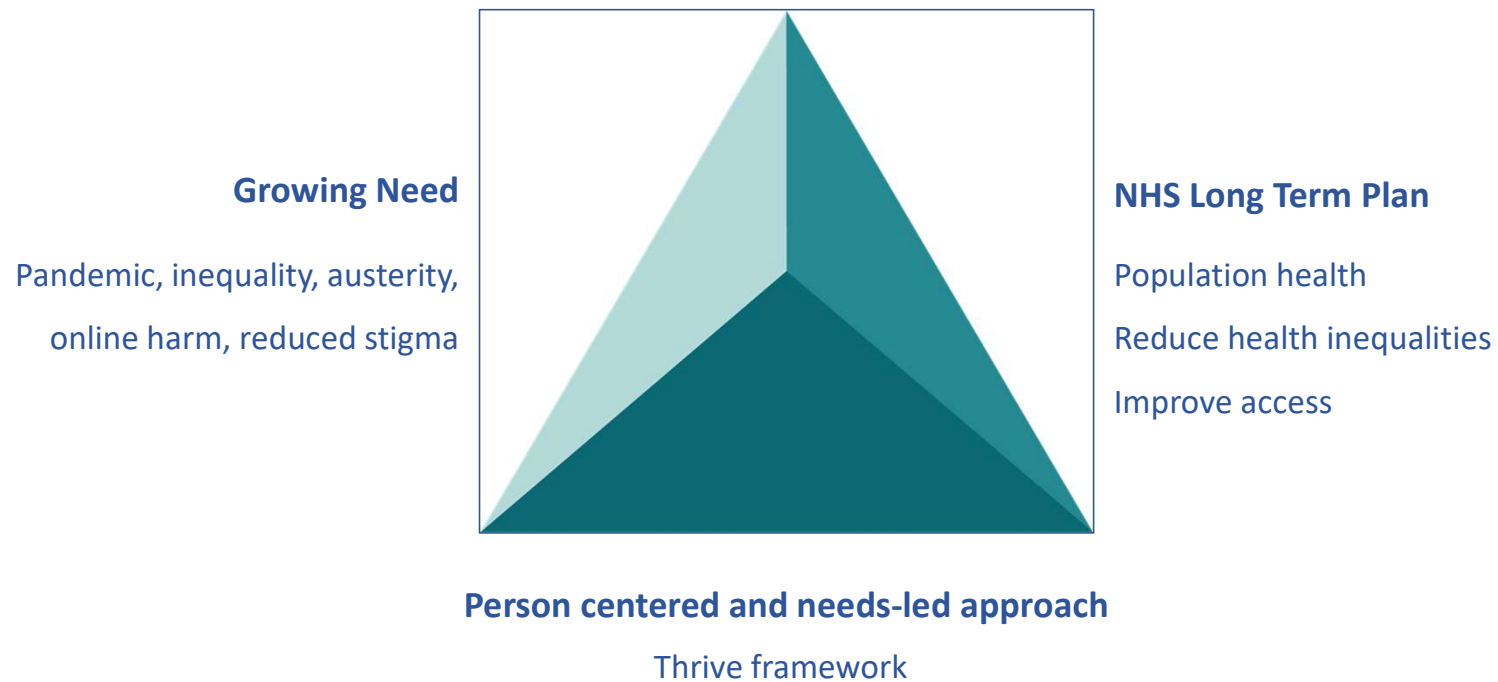 Growing Need
Pandemic, inequality, austerity,
online harm, reduced stigma
NHS Long Term Plan
Population health
Reduce health inequalities
Improve access
Person centered and needs-led approach
Thrive framework